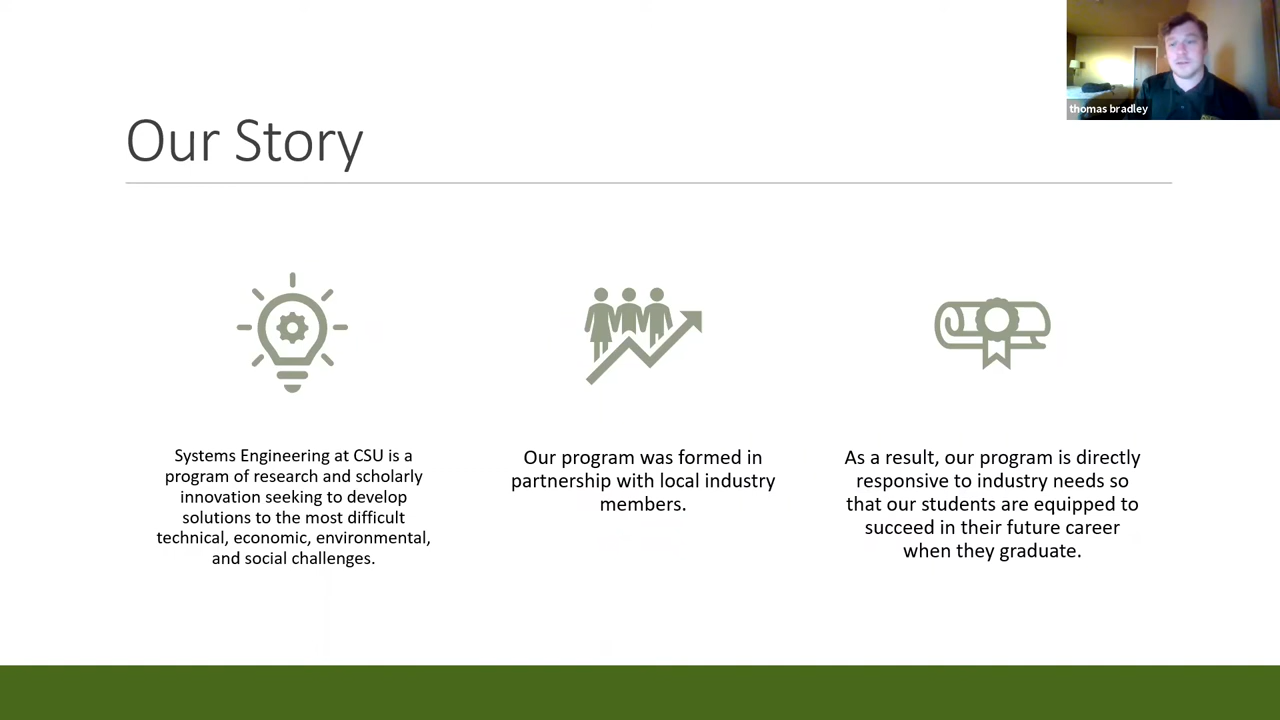 thomas bradley
Our Story
Systems Engineering at CSU is a
program of research and scholarly
innovation seeking to develop
solutions to the most difficult
technical, economic, environmental,
and social challenges.
Our program was formed in
partnership with local industry
members.
As a result, our program is directly
responsive to industry needs so
that our students are equipped to
succeed in their future career
when they graduate.